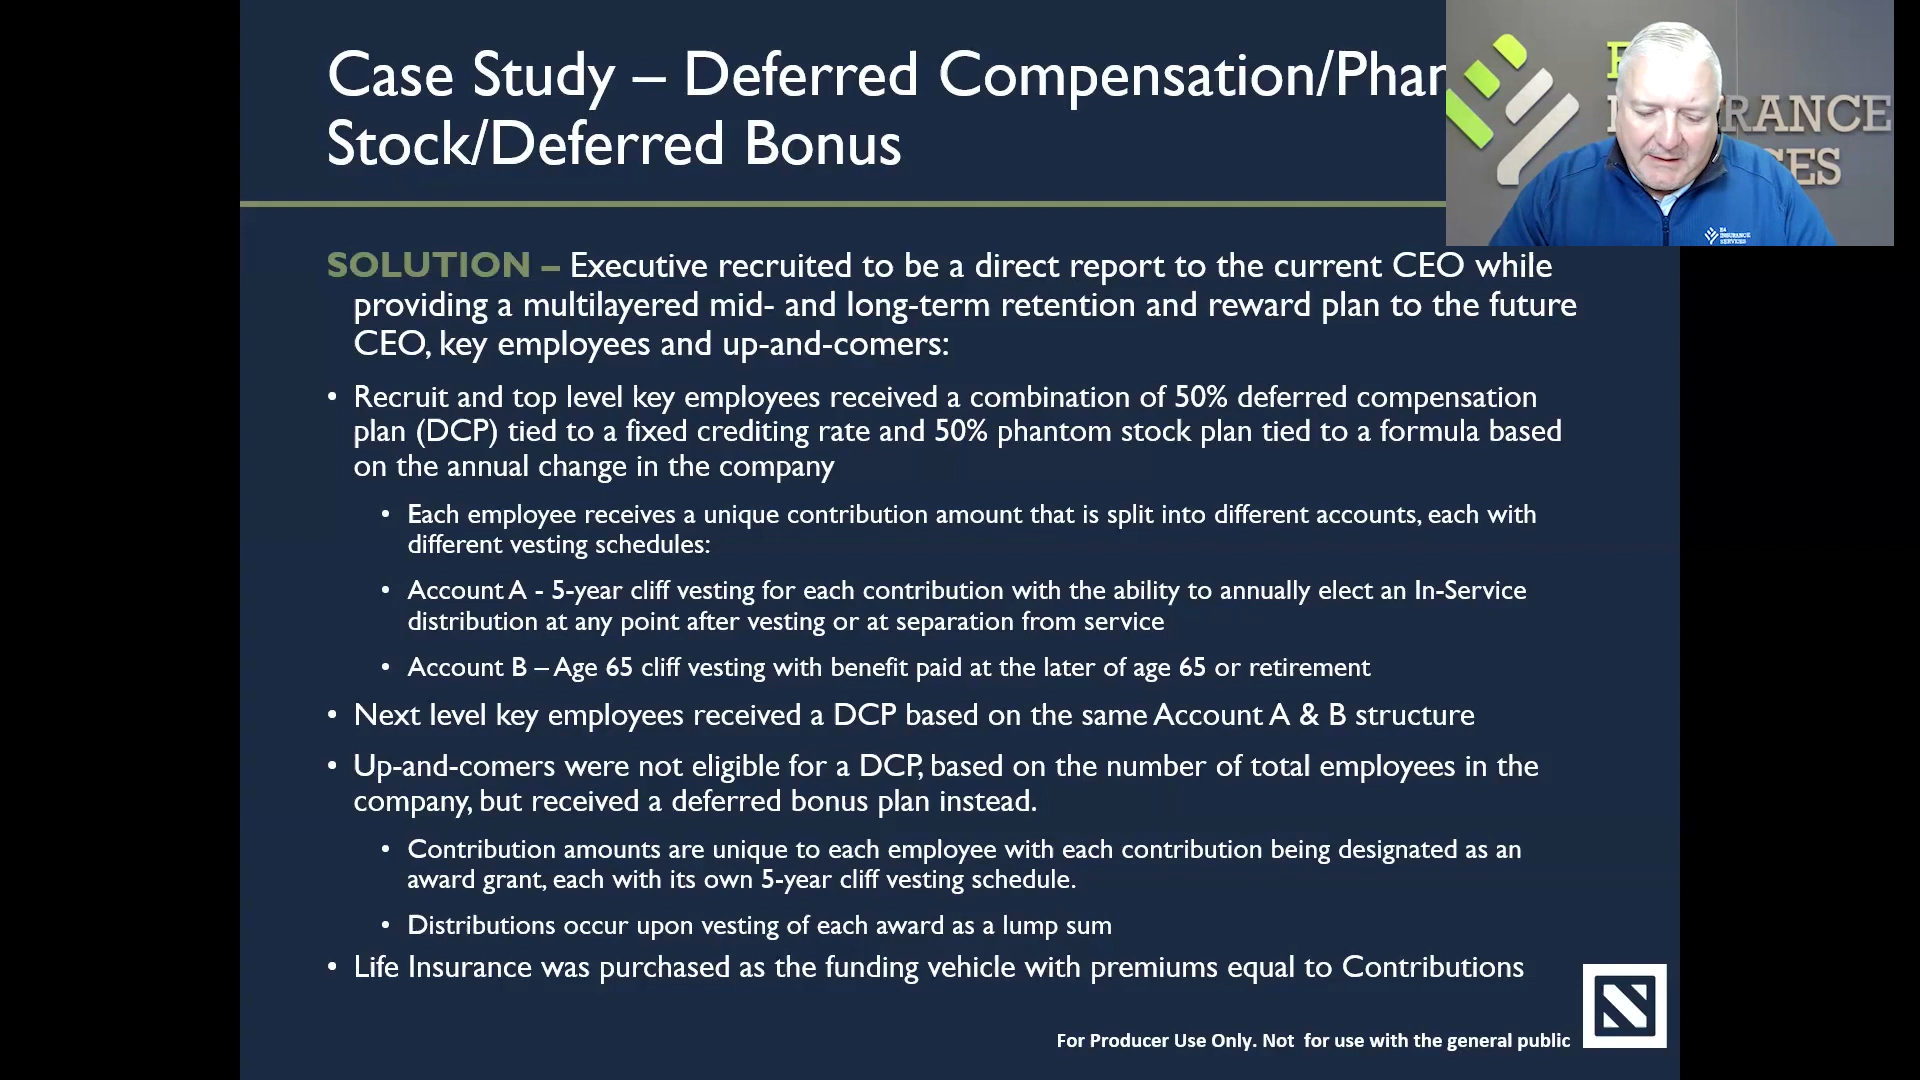 Case Study – Deferred Compensation/Phan
Stock/Deferred Bonus
RANCE
CES
E4
INSURANCE
SERVICES
SOLUTION – Executive recruited to be a direct report to the current CEO while
providing a multilayered mid- and long-term retention and reward plan to the future
CEO, key employees and up-and-comers:
• Recruit and top level key employees received a combination of 50% deferred compensation
plan (DCP) tied to a fixed crediting rate and 50% phantom stock plan tied to a formula based
on the annual change in the company
• Each employee receives a unique contribution amount that is split into different accounts, each with
different vesting schedules:
• Account A - 5-year cliff vesting for each contribution with the ability to annually elect an In-Service
distribution at any point after vesting or at separation from service
• Account B – Age 65 cliff vesting with benefit paid at the later of age 65 or retirement
• Next level key employees received a DCP based on the same Account A & B structure
• Up-and-comers were not eligible for a DCP, based on the number of total employees in the
company, but received a deferred bonus plan instead.
• Contribution amounts are unique to each employee with each contribution being designated as an
award grant, each with its own 5-year cliff vesting schedule.
• Distributions occur upon vesting of each award as a lump sum
• Life Insurance was purchased as the funding vehicle with premiums equal to Contributions
For Producer Use Only. Not for use with the general public